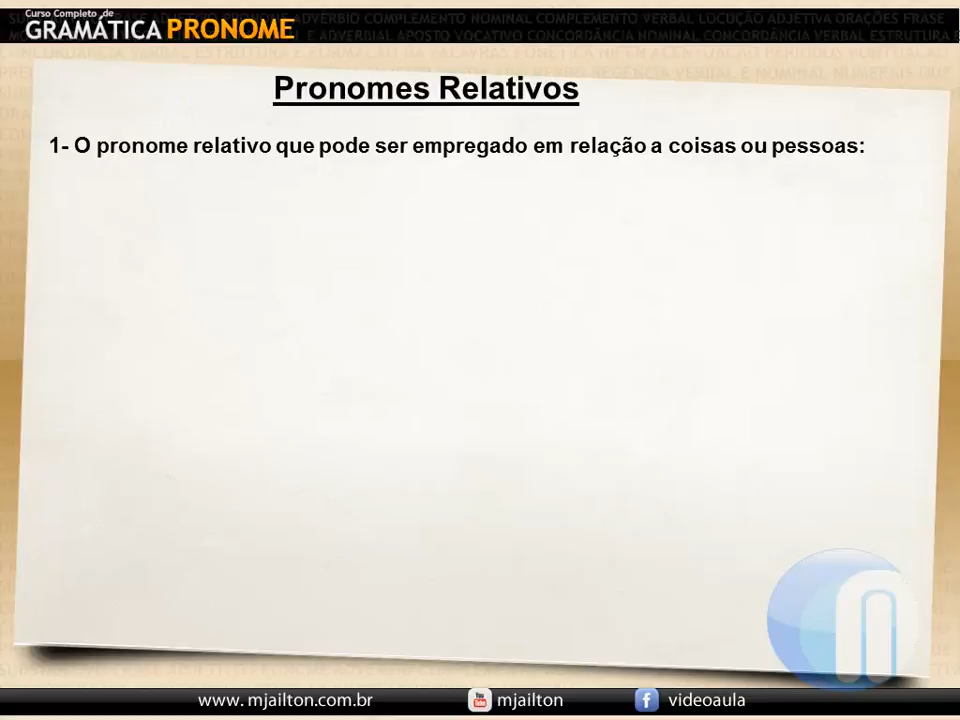 Curso Completo de
GRAMÁTICA PRONOME
Pronomes Relativos
1- O pronome relativo que pode ser empregado em relação a coisas ou pessoas:
www. mjailton.com.br
mjailton
videoaula